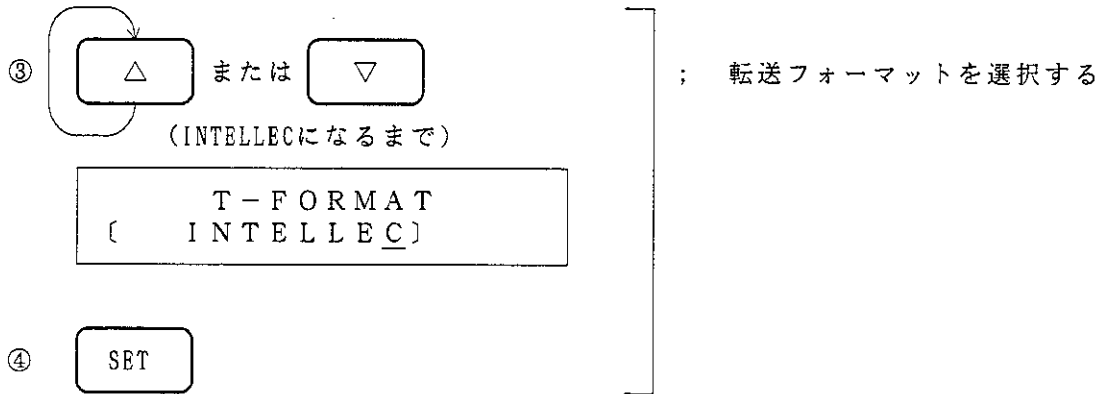 ③ △ または ▽ ; 転送フォーマットを選択する
(INTELLECになるまで)
T-FORMAT
〔 INTELLEC〕
④ SET